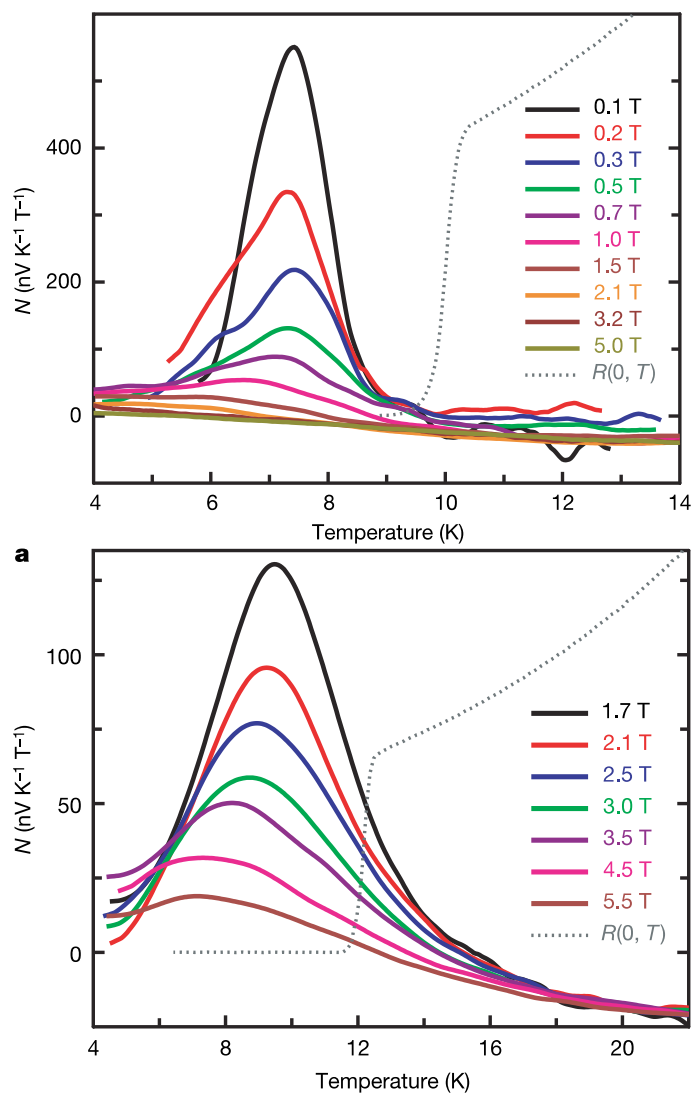 400
200
0
N (nV K⁻¹ T⁻¹)
0.1 T
0.2 T
0.3 T
0.5 T
0.7 T
1.0 T
1.5 T
2.1 T
3.2 T
5.0 T
R(0, T)
4 6 8 10 12 14
Temperature (K)
a
100
50
0
N (nV K⁻¹ T⁻¹)
1.7 T
2.1 T
2.5 T
3.0 T
3.5 T
4.5 T
5.5 T
R(0, T)
4 8 12 16 20
Temperature (K)